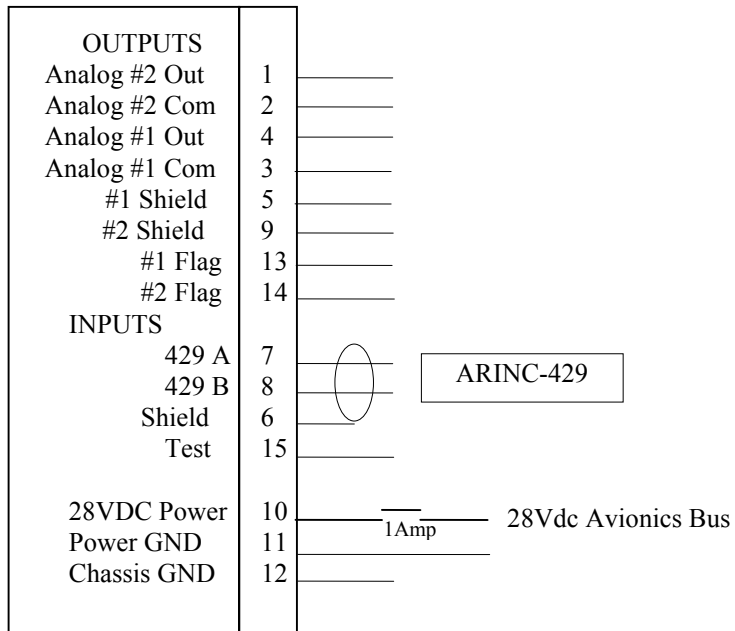 OUTPUTS
Analog #2 Out 1
Analog #2 Com 2
Analog #1 Out 4
Analog #1 Com 3
#1 Shield 5
#2 Shield 9
#1 Flag 13
#2 Flag 14
INPUTS
429 A 7
429 B 8
ARINC-429
Shield 6
Test 15
28VDC Power 10
1Amp
28Vdc Avionics Bus
Power GND 11
Chassis GND 12